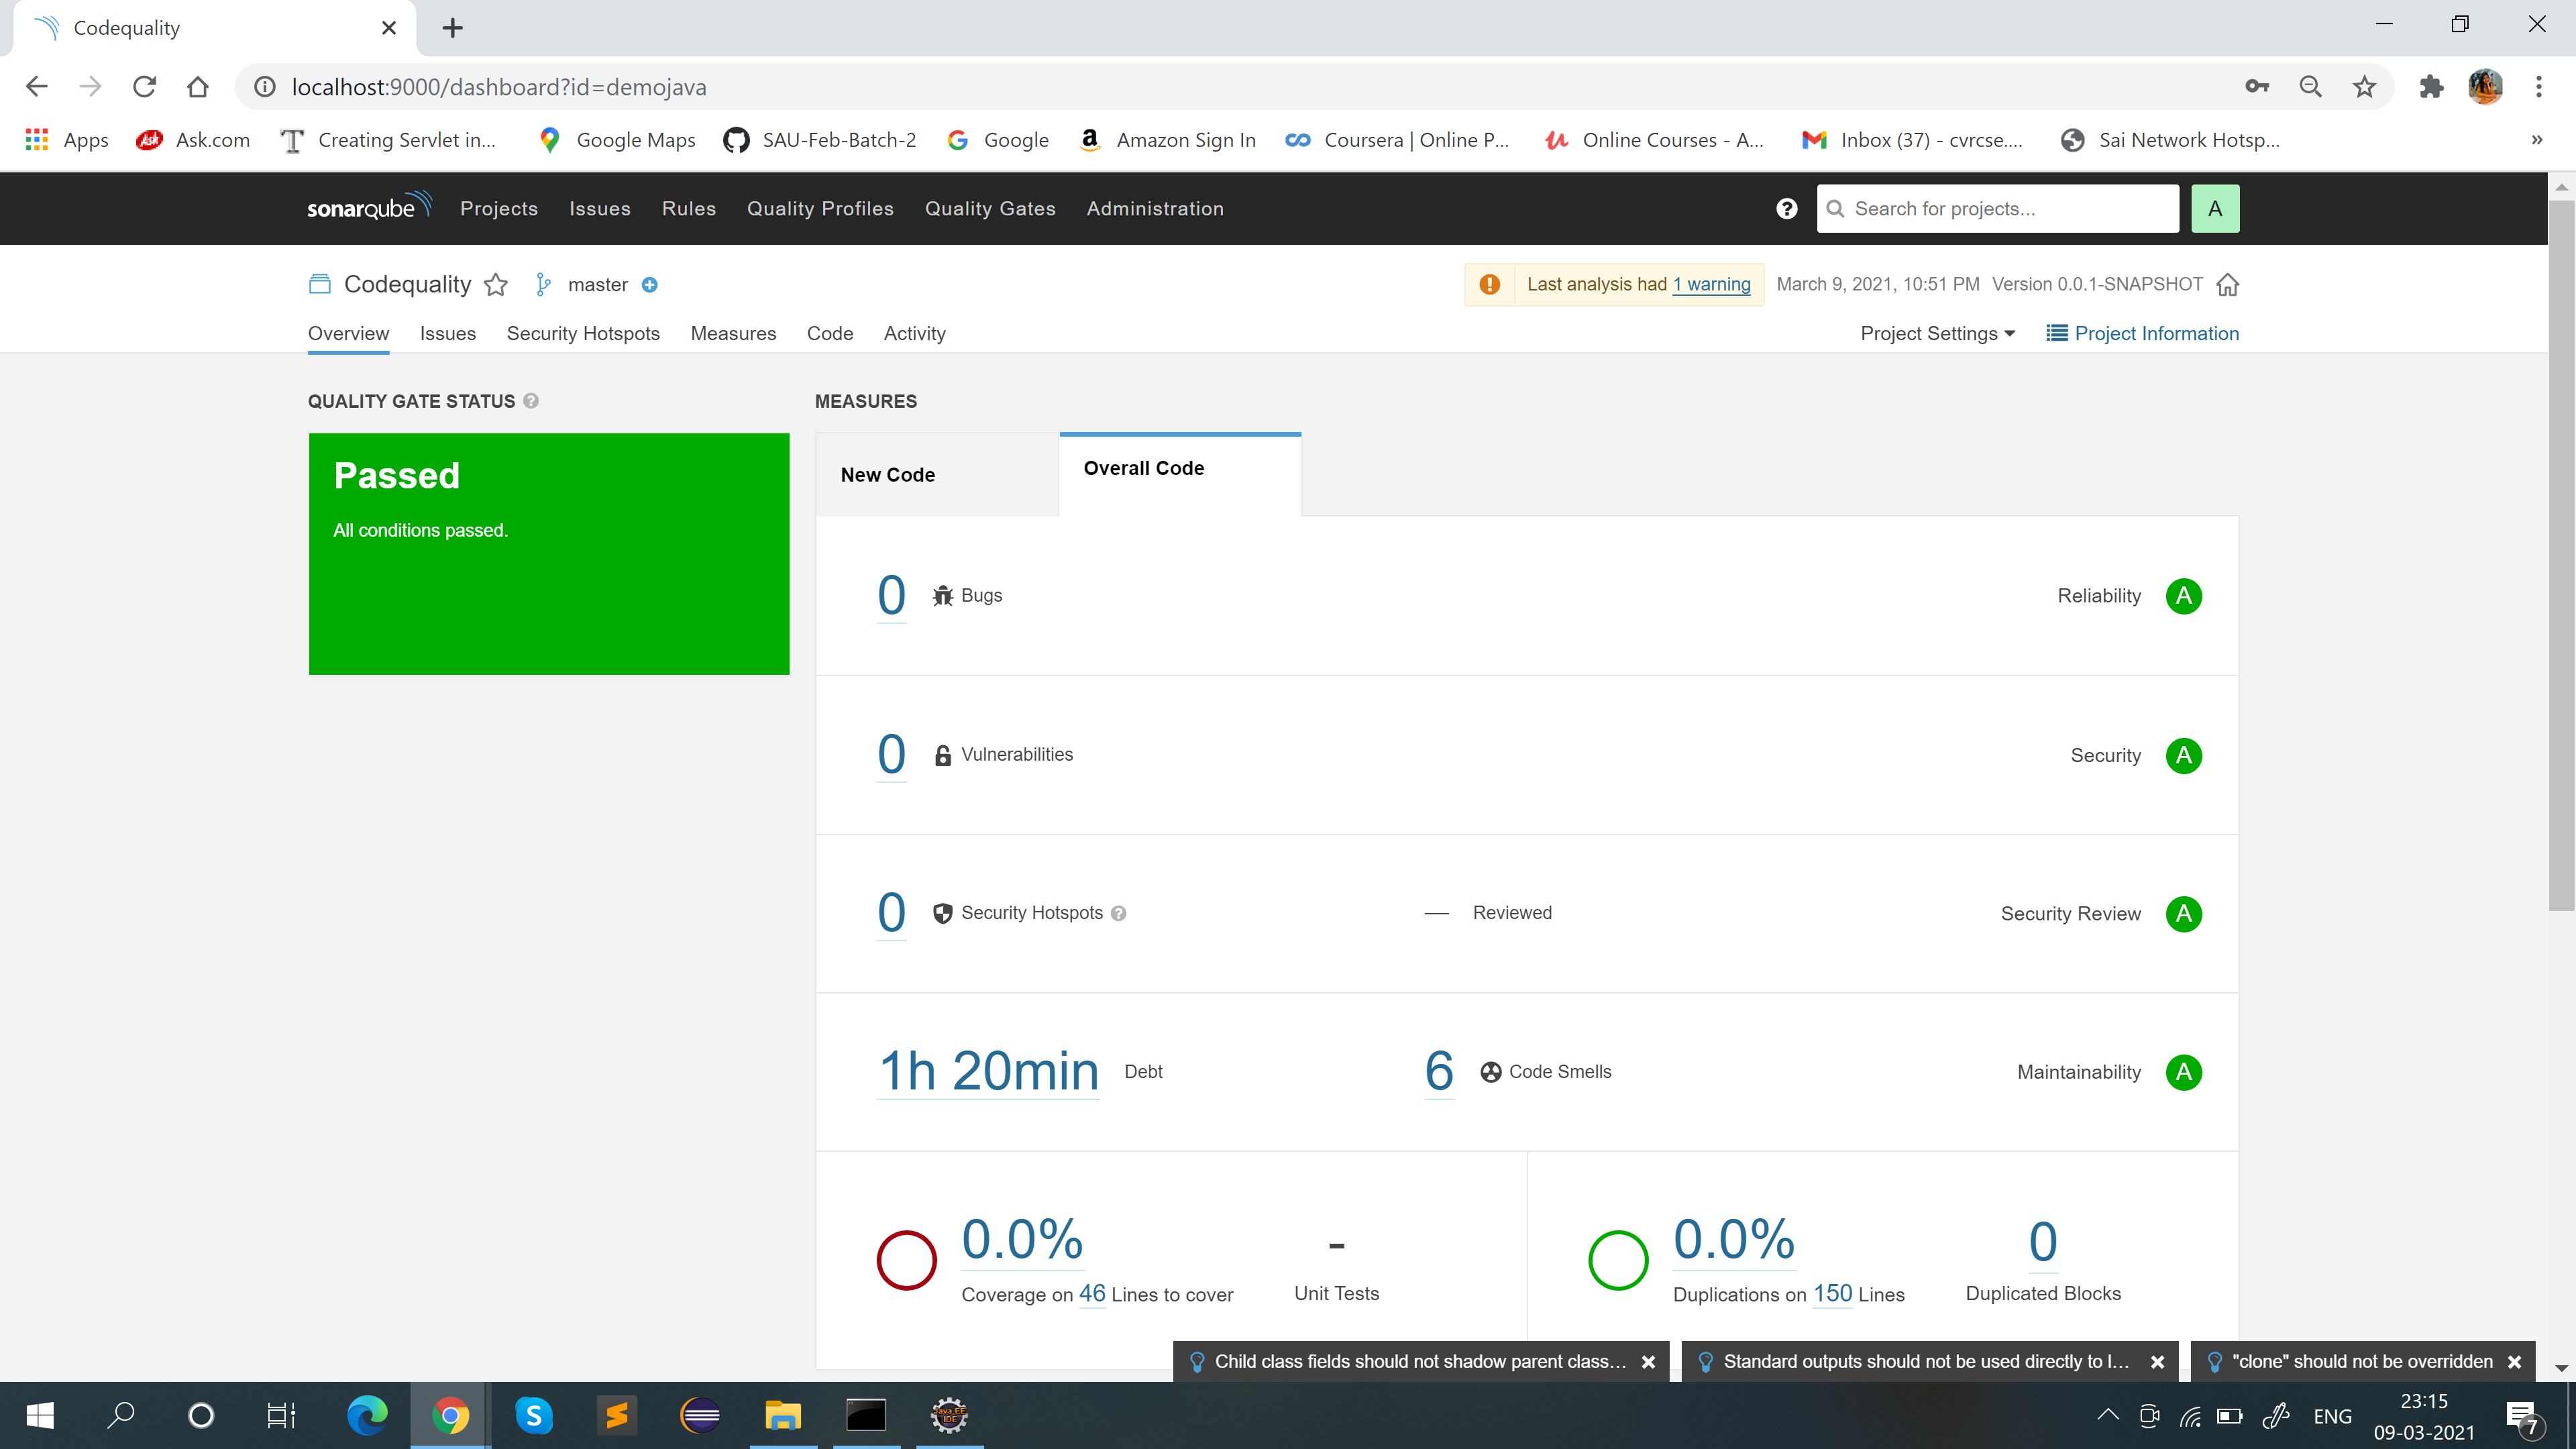 Codequality
localhost:9000/dashboard?id=demojava
Apps Ask.com Creating Servlet in... Google Maps SAU-Feb-Batch-2 Google Amazon Sign In Coursera | Online P... Online Courses - A... Inbox (37) - cvrcse.... Sai Network Hotsp... »
sonarqube Projects Issues Rules Quality Profiles Quality Gates Administration Search for projects... A
Codequality master Last analysis had 1 warning March 9, 2021, 10:51 PM Version 0.0.1-SNAPSHOT
Overview Issues Security Hotspots Measures Code Activity Project Settings Project Information
QUALITY GATE STATUS MEASURES
Passed
All conditions passed.
New Code Overall Code
0 Bugs Reliability A
0 Vulnerabilities Security A
0 Security Hotspots — Reviewed Security Review A
1h 20min Debt 6 Code Smells Maintainability A
0.0% - 0.0% 0
Coverage on 46 Lines to cover Unit Tests Duplications on 150 Lines Duplicated Blocks
Child class fields should not shadow parent class... Standard outputs should not be used directly to l... "clone" should not be overridden
Java EE IDE
ENG 23:15 7
09-03-2021